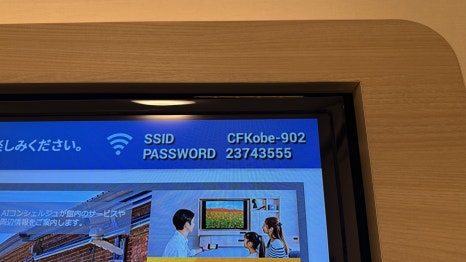 楽しみください。
SSID CFKobe-902
PASSWORD 23743555
AIコンシェルジュが館内のサービスや
周辺情報をご案内します。